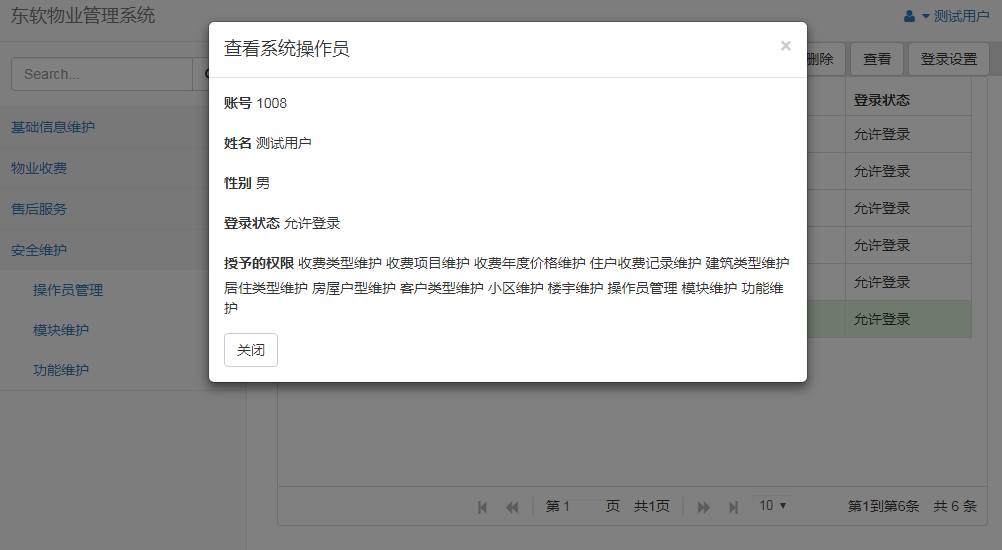 东软物业管理系统
测试用户
查看系统操作员
×
删除
查看
登录设置
Search...
账号 1008
登录状态
基础信息维护
允许登录
姓名 测试用户
物业收费
允许登录
性别 男
售后服务
允许登录
登录状态 允许登录
安全维护
允许登录
授予的权限 收费类型维护 收费项目维护 收费年度价格维护 住户收费记录维护 建筑类型维护
居住类型维护 房屋户型维护 客户类型维护 小区维护 楼宇维护 操作员管理 模块维护 功能维
护
操作员管理
允许登录
模块维护
允许登录
关闭
功能维护
第 1 页 共1页
10
第1到第6条 共 6 条